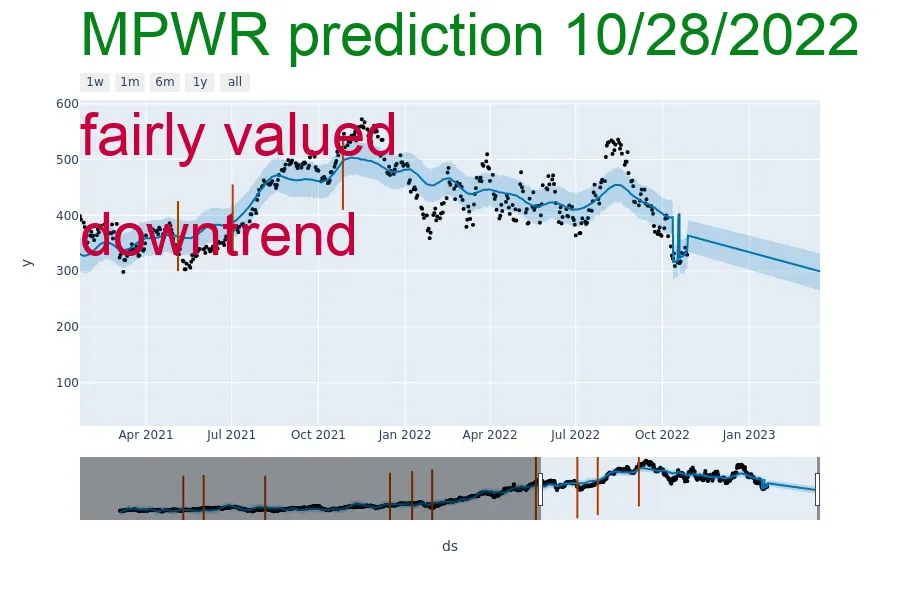 MPWR prediction 10/28/2022
1w 1m 6m 1y all
600
fairly valued
500
400
downtrend
y
300
200
100
Apr 2021 Jul 2021 Oct 2021 Jan 2022 Apr 2022 Jul 2022 Oct 2022 Jan 2023
ds